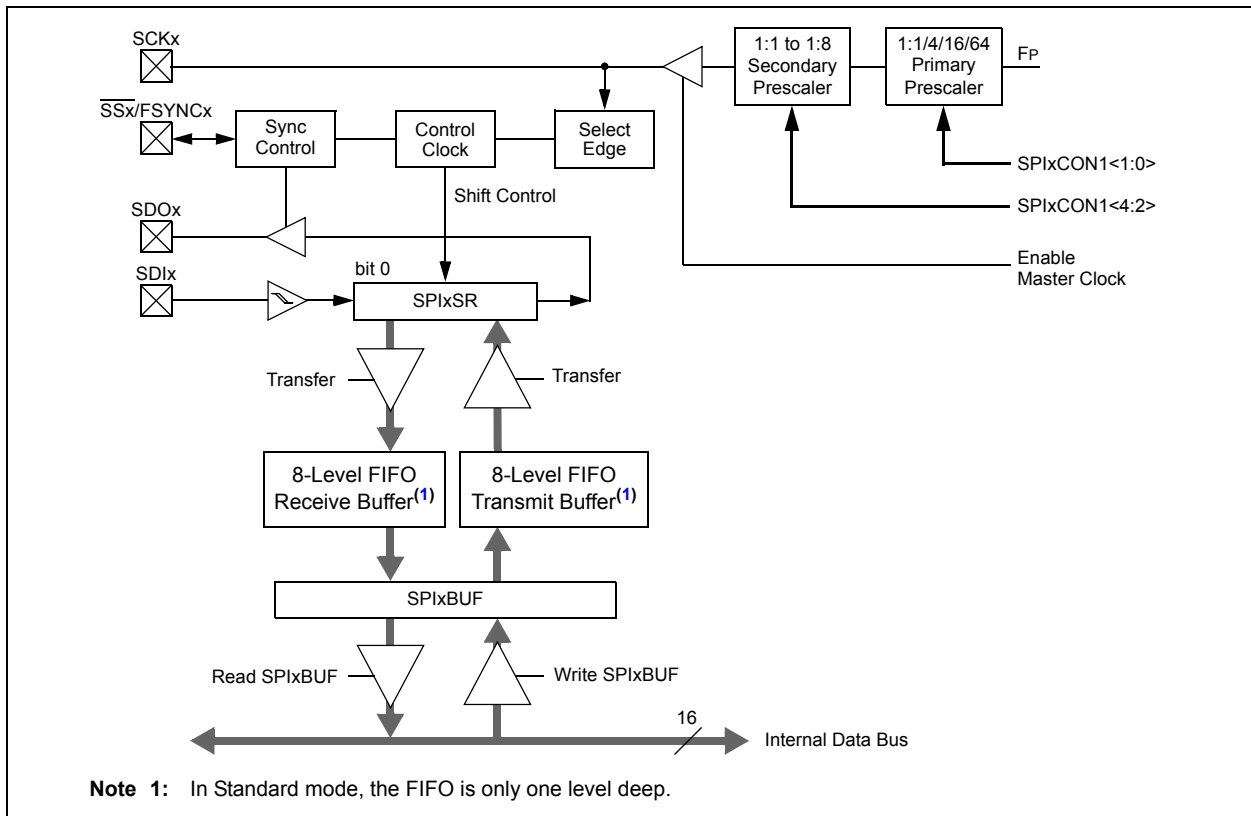 SCKx
1:1 to 1:8
Secondary
Prescaler
1:1/4/16/64
Primary
Prescaler
FP
SSx/FSYNCx
Sync
Control
Control
Clock
Select
Edge
SPIxCON1<1:0>
Shift Control
SPIxCON1<4:2>
SDOx
Enable
Master Clock
SDIx
bit 0
SPIxSR
Transfer
Transfer
8-Level FIFO
Receive Buffer(1)
8-Level FIFO
Transmit Buffer(1)
SPIxBUF
Read SPIxBUF
Write SPIxBUF
16
Internal Data Bus
Note 1: In Standard mode, the FIFO is only one level deep.